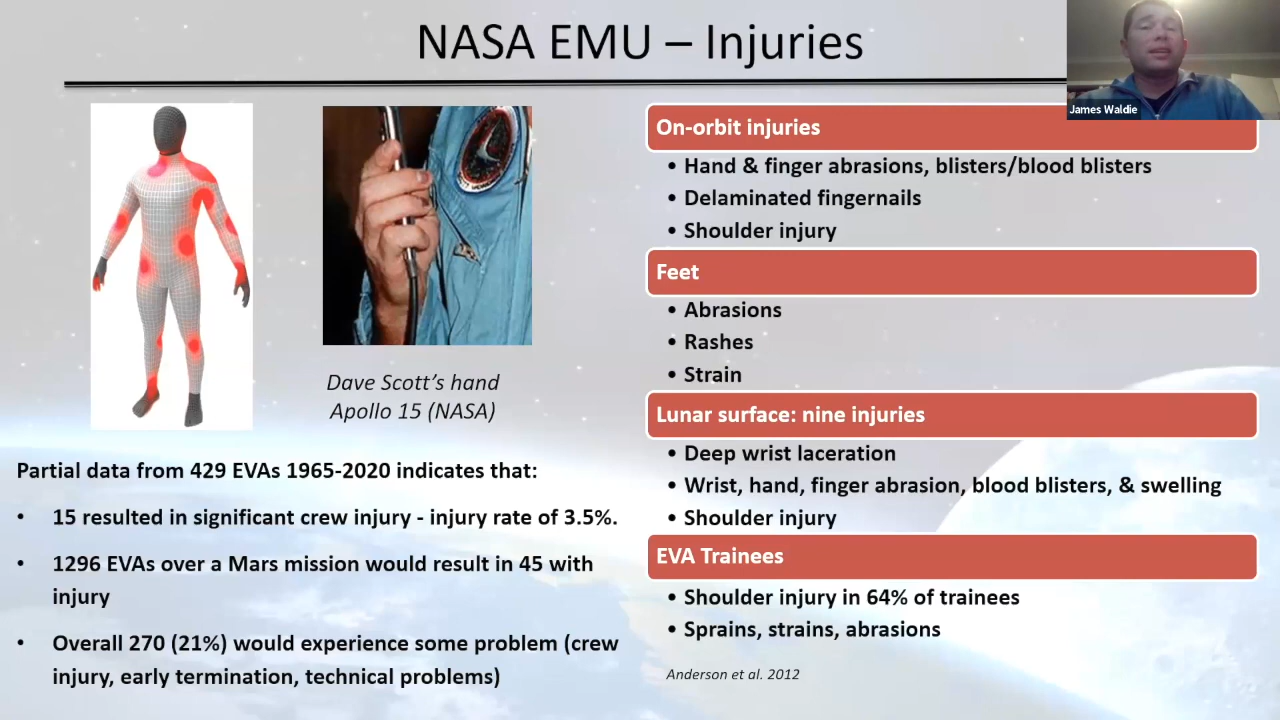 NASA EMU – Injuries
James Waldie
Dave Scott's hand
Apollo 15 (NASA)
Partial data from 429 EVAs 1965-2020 indicates that:
• 15 resulted in significant crew injury - injury rate of 3.5%.
• 1296 EVAs over a Mars mission would result in 45 with
injury
• Overall 270 (21%) would experience some problem (crew
injury, early termination, technical problems)
On-orbit injuries
• Hand & finger abrasions, blisters/blood blisters
• Delaminated fingernails
• Shoulder injury
Feet
• Abrasions
• Rashes
• Strain
Lunar surface: nine injuries
• Deep wrist laceration
• Wrist, hand, finger abrasion, blood blisters, & swelling
• Shoulder injury
EVA Trainees
• Shoulder injury in 64% of trainees
• Sprains, strains, abrasions
Anderson et al. 2012